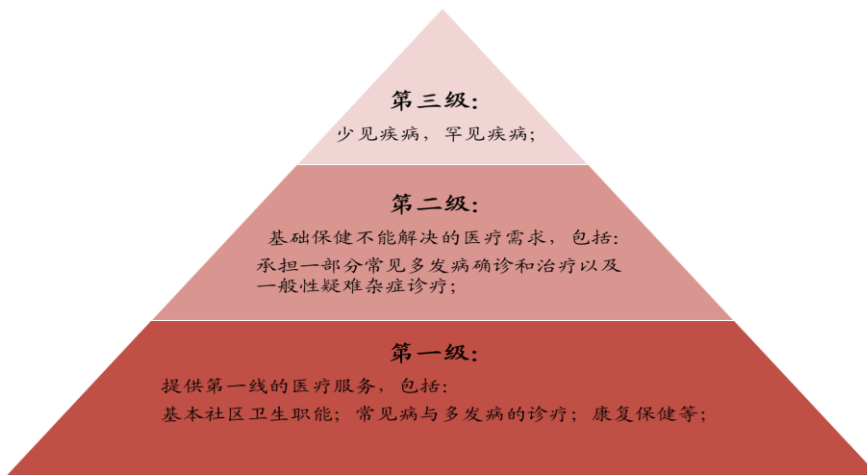 第三级：
少见疾病，罕见疾病；
第二级：
基础保健不能解决的医疗需求，包括：
承担一部分常见多发病确诊和治疗以及
一般性疑难杂症诊疗；
第一级：
提供第一线的医疗服务，包括：
基本社区卫生职能；常见病与多发病的诊疗；康复保健等；